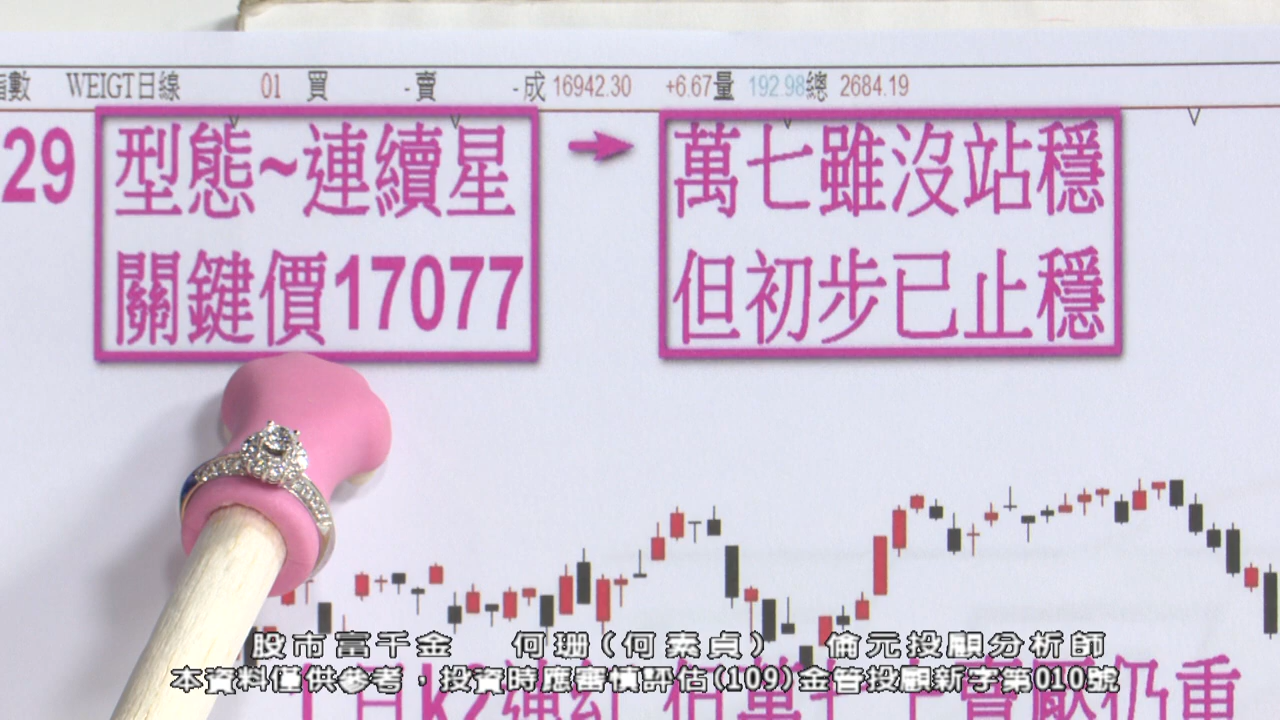 指數 WEIGT日線 01 買 - 賣 - 成 16942.30 +6.67 量 192.98 總 2684.19
29
型態~連續星
關鍵價17077
萬七雖沒站穩
但初步已止穩
股市富千金 何珊(何素貞) 倫元投顧分析師
本資料僅供參考，投資時應審慎評估(109)金管投顧新字第010號